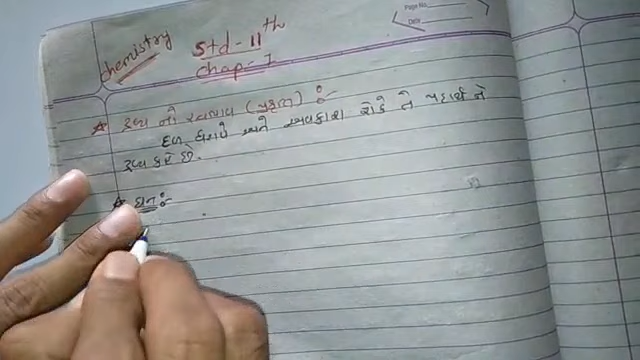 Page No.
Date
chemistry
Std - 11th
Chap - 1
* દ્રવ્ય નો સ્વભાવ (પ્રકૃતિ) :-
દળ ધરાવે અને અવકાશ રોકે તે પદાર્થ ને
દ્રવ્ય કહે છે.
* ઘન :-